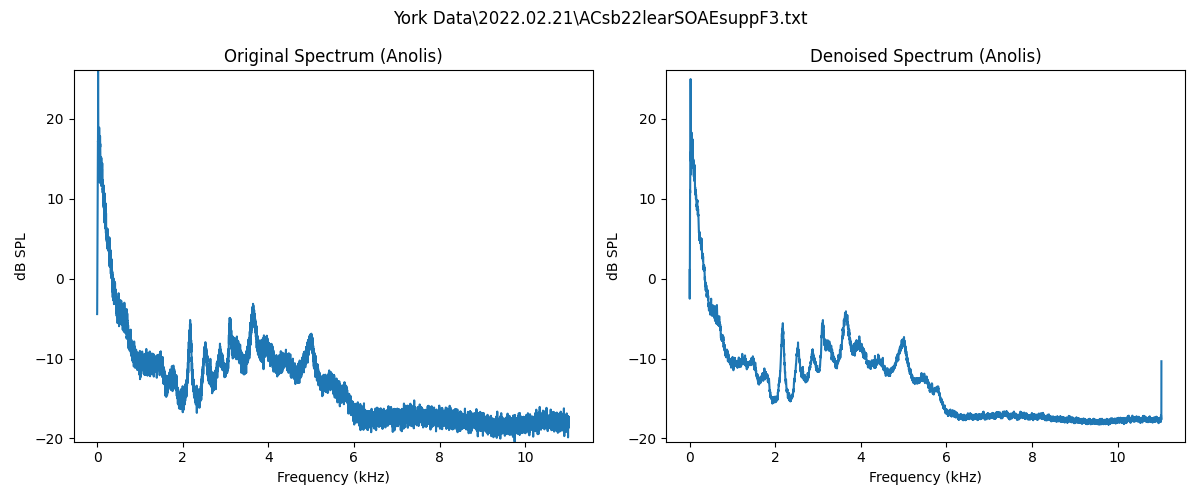 York Data\2022.02.21\ACsb22learSOAEsuppF3.txt
Original Spectrum (Anolis)
20
10
0
−10
−20
dB SPL
0 2 4 6 8 10
Frequency (kHz)
Denoised Spectrum (Anolis)
20
10
0
−10
−20
dB SPL
0 2 4 6 8 10
Frequency (kHz)